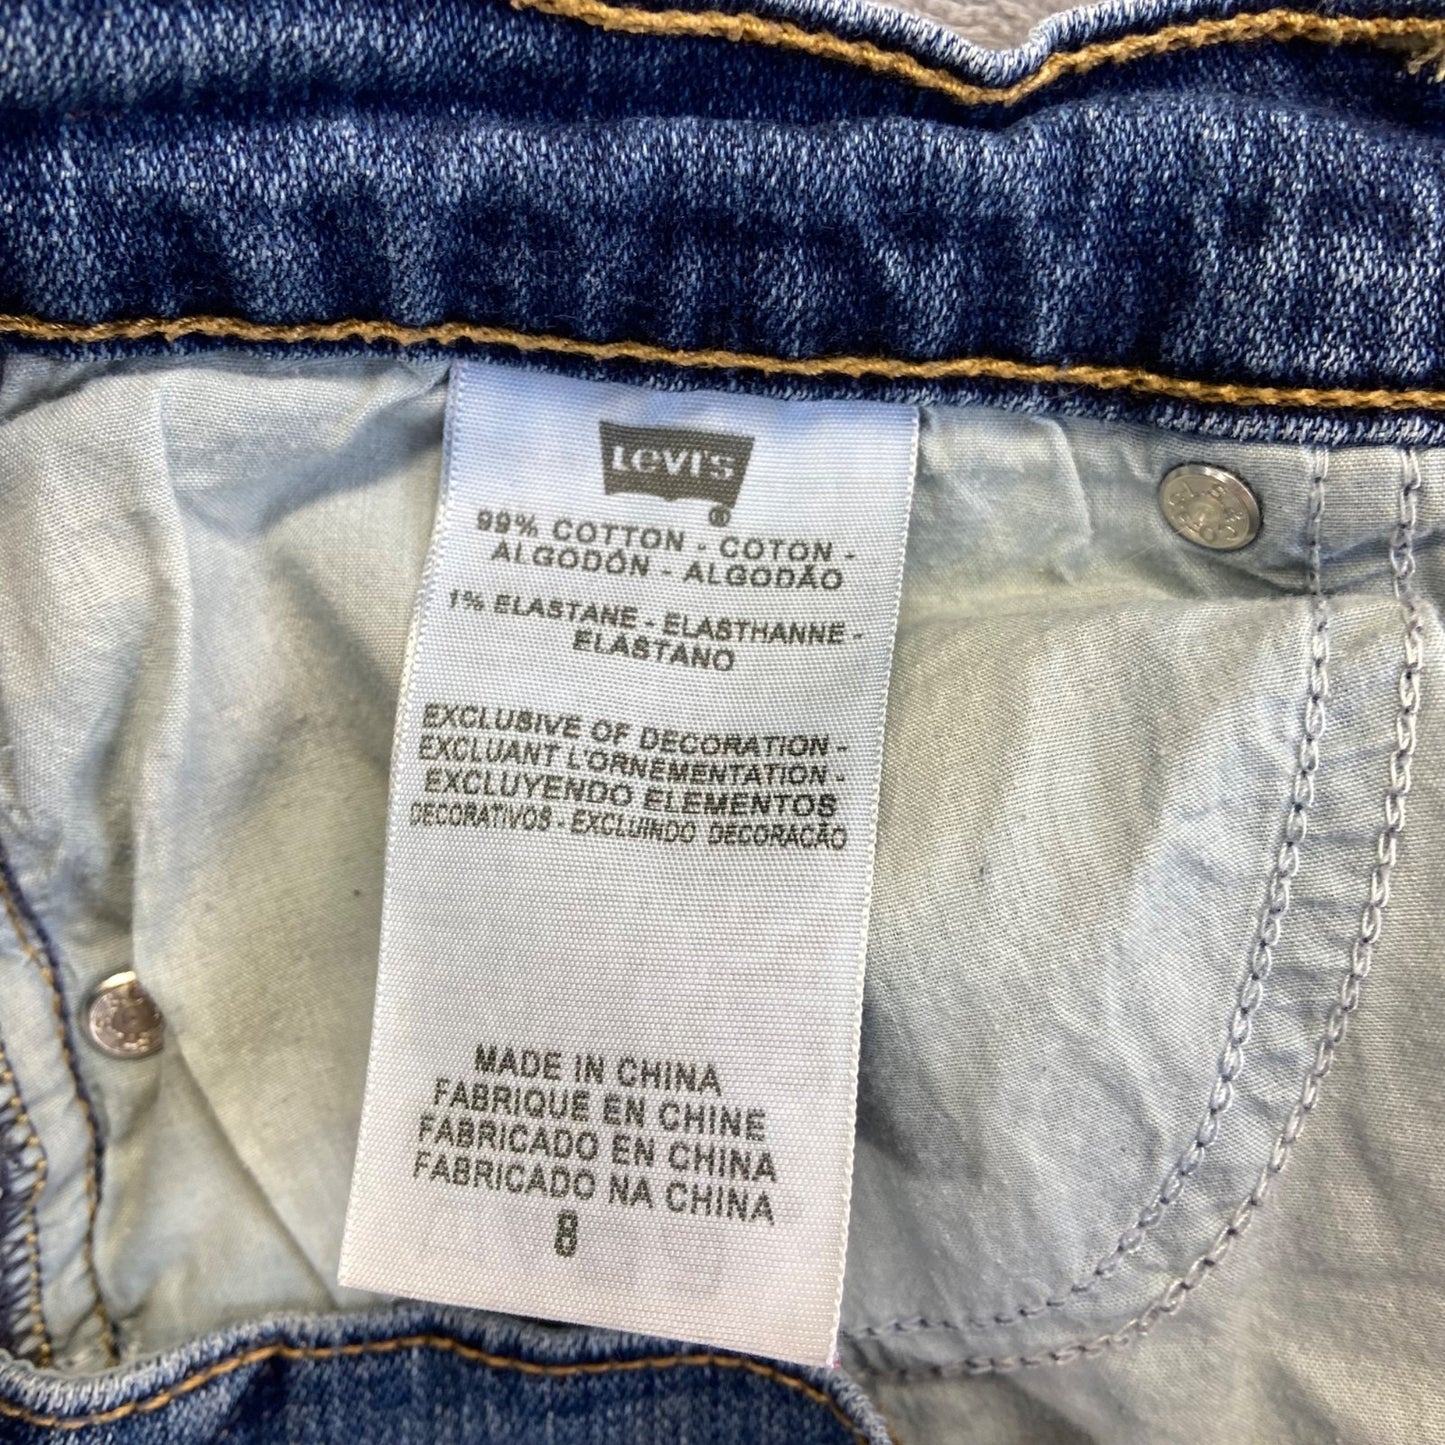 LEVI'S
®
99% COTTON - COTON -
ALGODÓN - ALGODÃO
1% ELASTANE - ELASTHANNE -
ELASTANO
EXCLUSIVE OF DECORATION -
EXCLUANT L'ORNEMENTATION -
EXCLUYENDO ELEMENTOS
DECORATIVOS - EXCLUINDO DECORAÇÃO
MADE IN CHINA
FABRIQUE EN CHINE
FABRICADO EN CHINA
FABRICADO NA CHINA
8